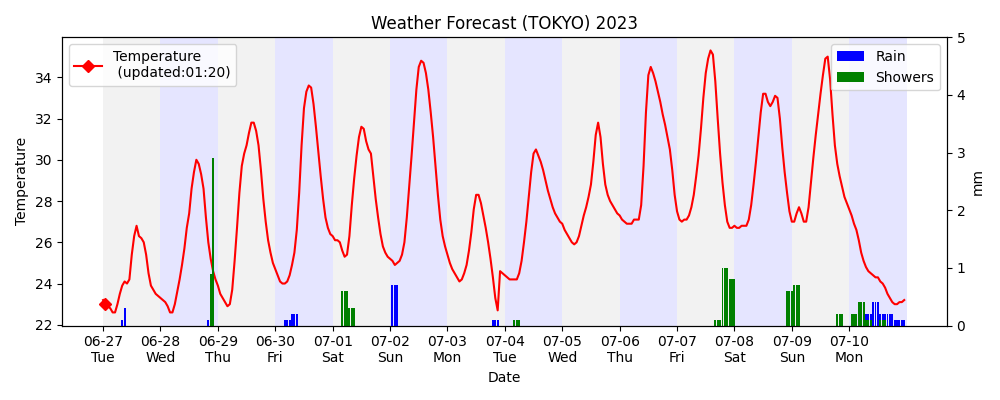 Weather Forecast (TOKYO) 2023
Temperature
(updated:01:20)
Rain
Showers
Temperature
34
32
30
28
26
24
22
5
4
3
2
1
0
mm
06-27 06-28 06-29 06-30 07-01 07-02 07-03 07-04 07-05 07-06 07-07 07-08 07-09 07-10
Tue Wed Thu Fri Sat Sun Mon Tue Wed Thu Fri Sat Sun Mon
Date